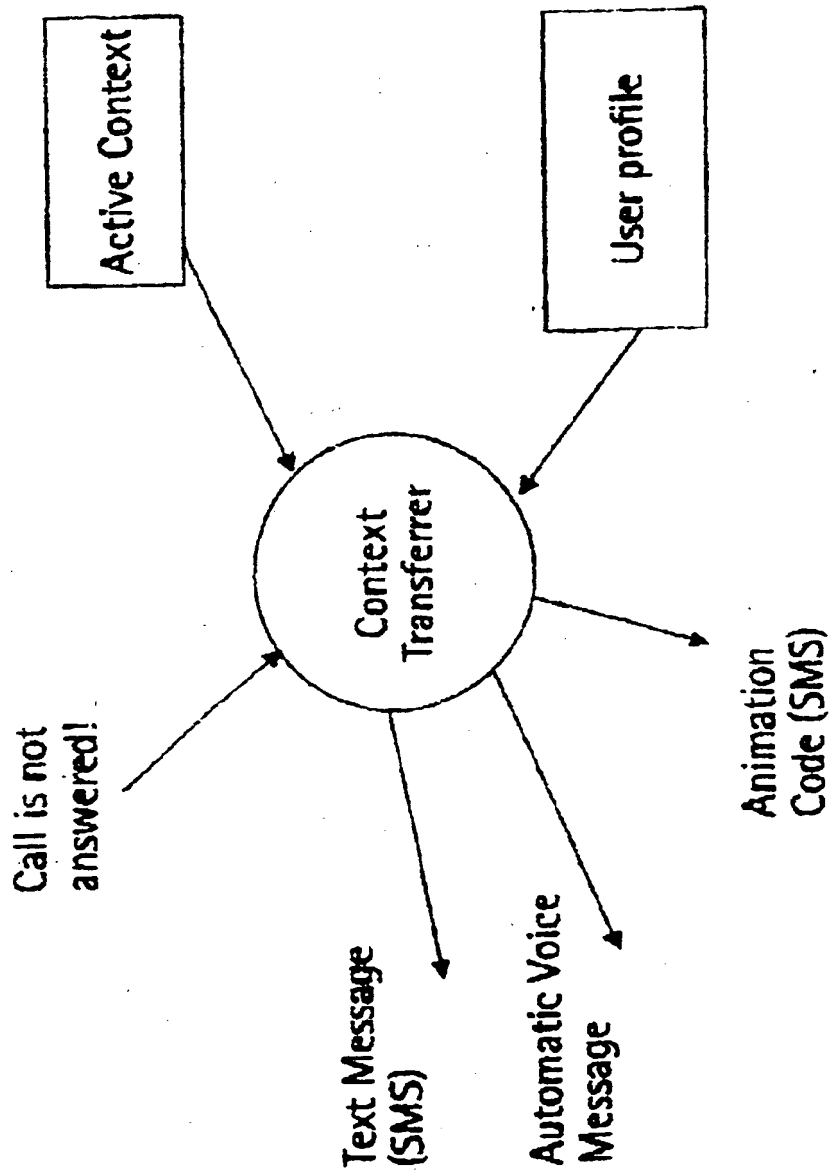 Call is not
answered!
Active Context
Context
Transferrer
Text Message
(SMS)
Automatic Voice
Message
User profile
Animation
Code (SMS)